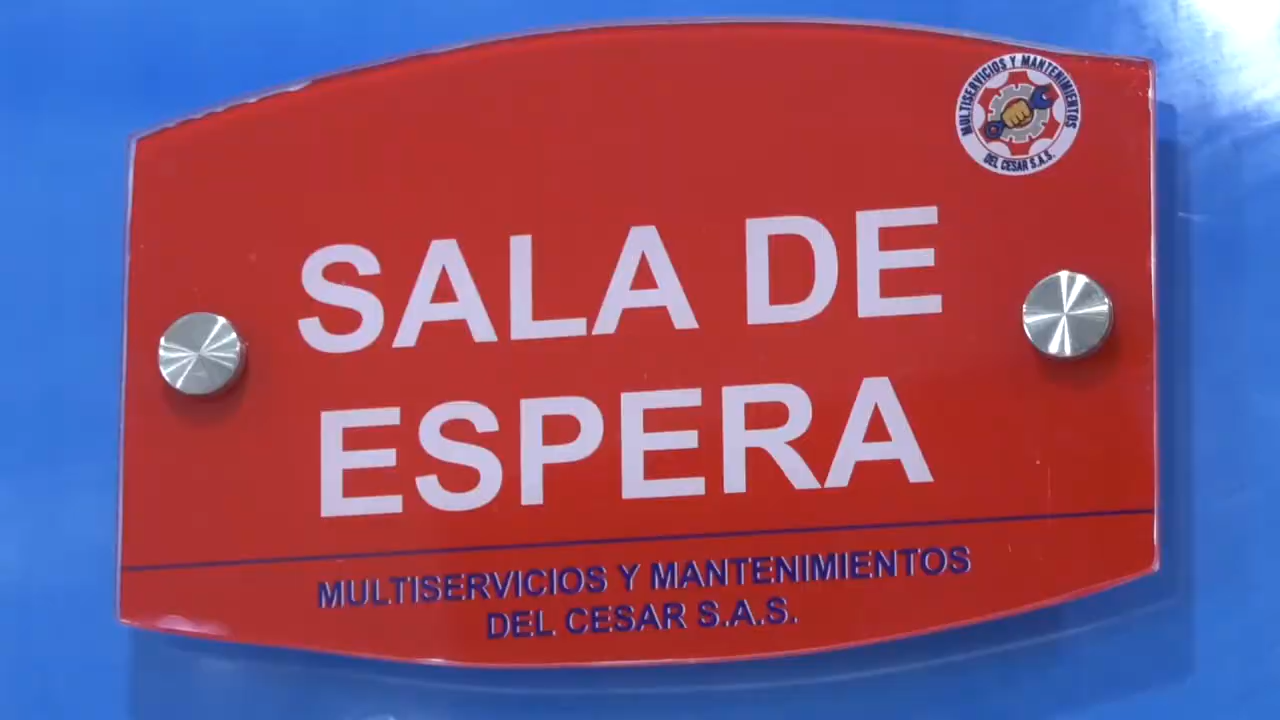 MULTISERVICIOS Y MANTENIMIENTOS
DEL CESAR S.A.S.
SALA DE
ESPERA
MULTISERVICIOS Y MANTENIMIENTOS
DEL CESAR S.A.S.